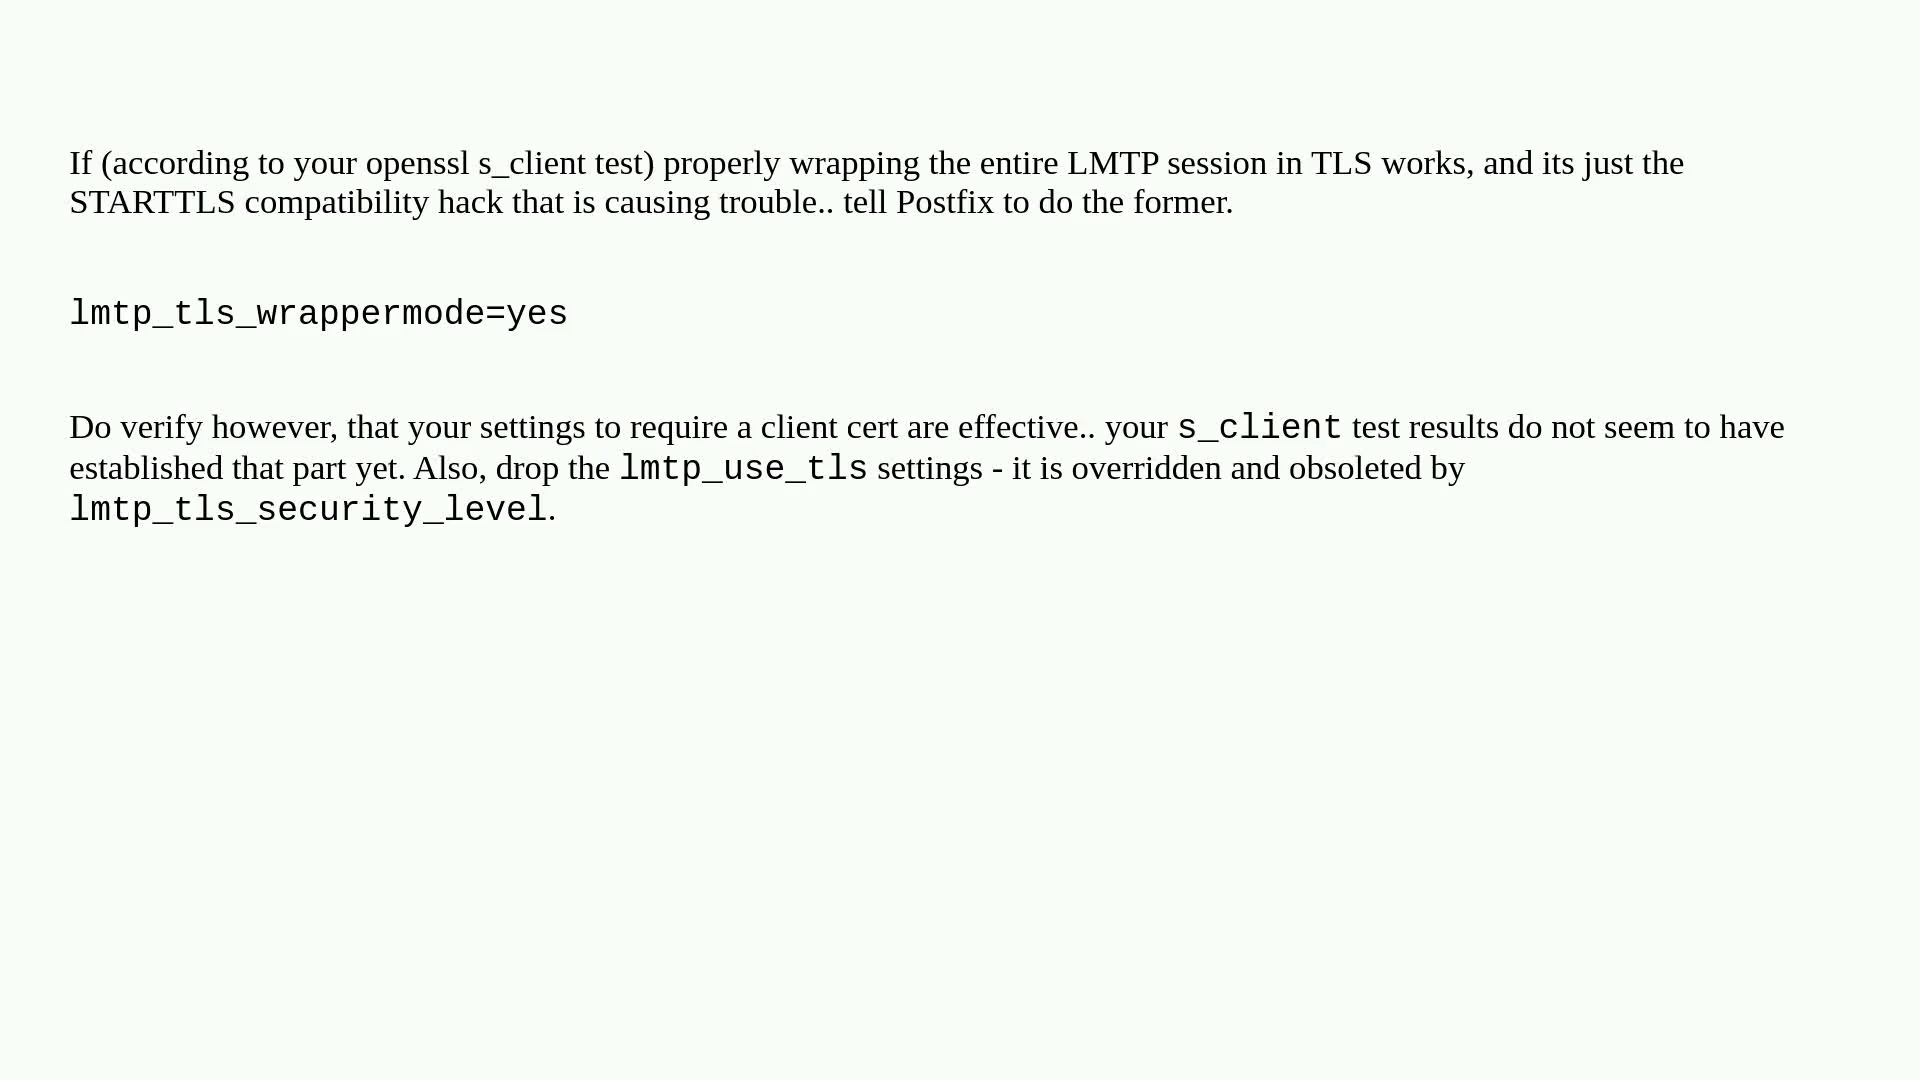 If (according to your openssl s_client test) properly wrapping the entire LMTP session in TLS works, and its just the
STARTTLS compatibility hack that is causing trouble.. tell Postfix to do the former.
lmtp_tls_wrappermode=yes
Do verify however, that your settings to require a client cert are effective.. your s_client test results do not seem to have
established that part yet. Also, drop the lmtp_use_tls settings - it is overridden and obsoleted by
lmtp_tls_security_level.